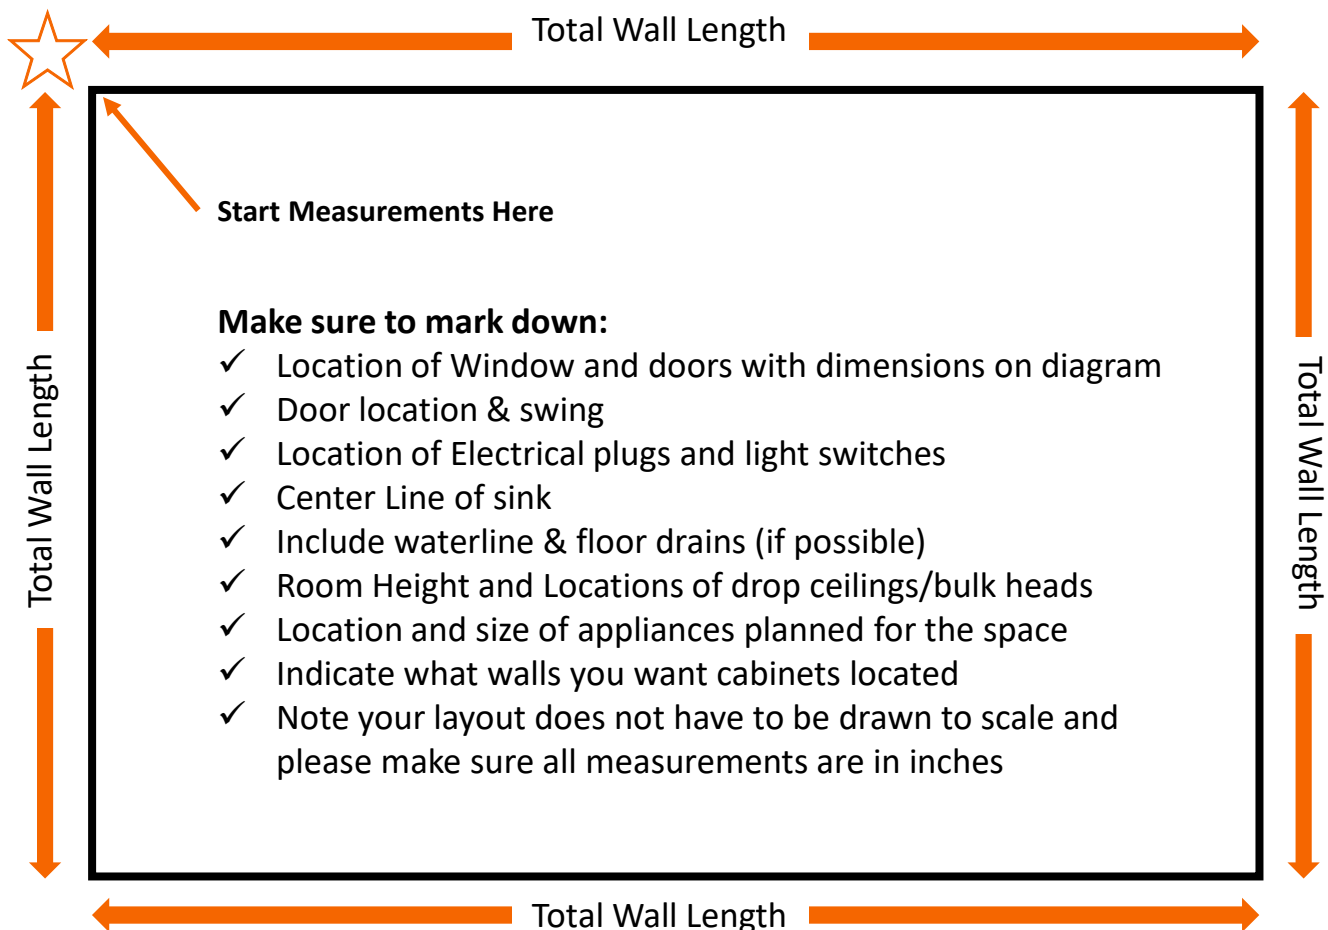 Total Wall Length
Start Measurements Here
Make sure to mark down:
✓ Location of Window and doors with dimensions on diagram
✓ Door location & swing
✓ Location of Electrical plugs and light switches
✓ Center Line of sink
✓ Include waterline & floor drains (if possible)
✓ Room Height and Locations of drop ceilings/bulk heads
✓ Location and size of appliances planned for the space
✓ Indicate what walls you want cabinets located
✓ Note your layout does not have to be drawn to scale and
please make sure all measurements are in inches
Total Wall Length
Total Wall Length
Total Wall Length